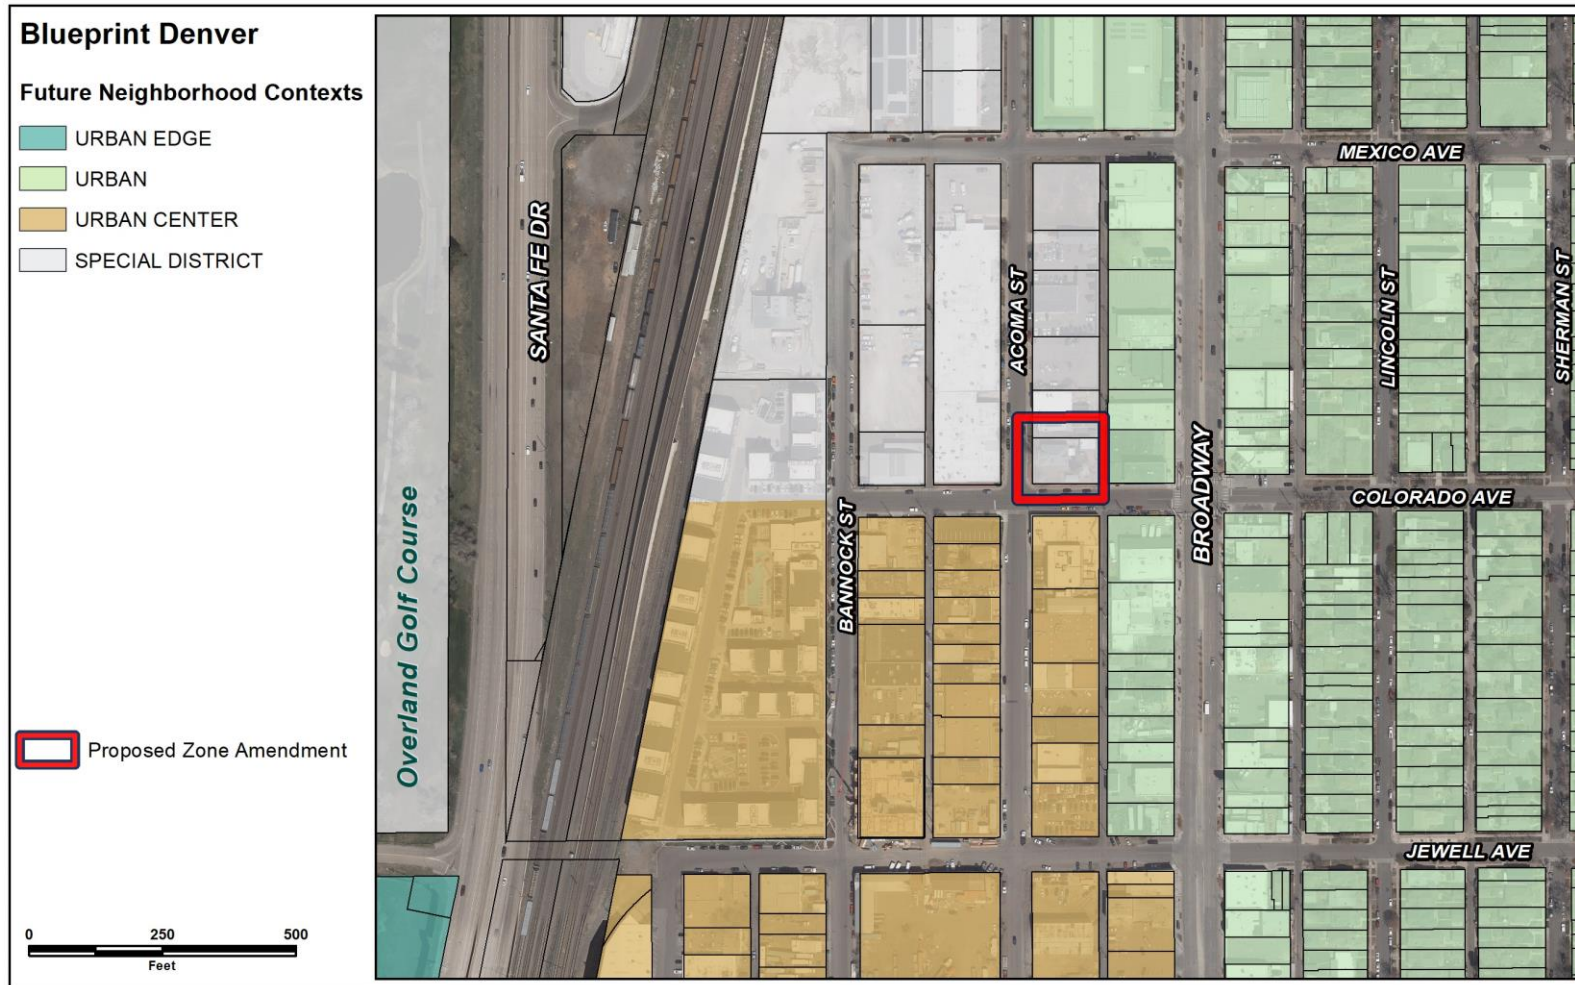 Blueprint Denver
Future Neighborhood Contexts
URBAN EDGE
URBAN
URBAN CENTER
SPECIAL DISTRICT
Proposed Zone Amendment
0 250 500
Feet
MEXICO AVE
SANTA FE DR
ACOMA ST
LINCOLN ST
SHERMAN ST
BROADWAY
COLORADO AVE
BANNOCK ST
Overland Golf Course
JEWELL AVE